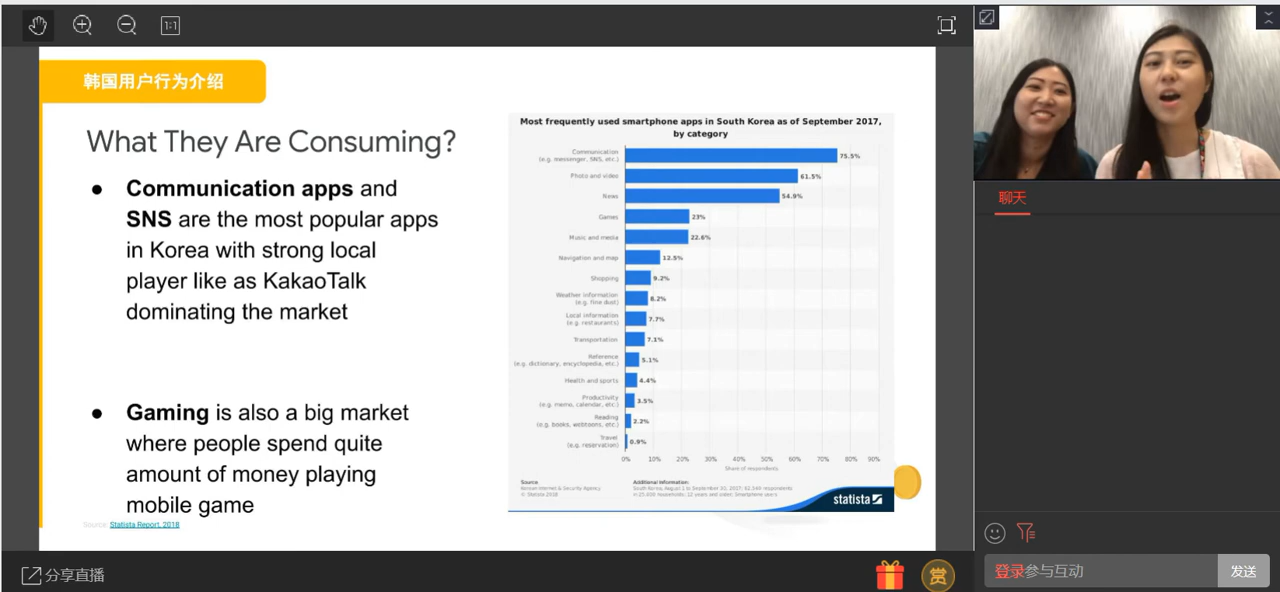 1:1
韩国用户行为介绍
What They Are Consuming?
● Communication apps and
SNS are the most popular apps
in Korea with strong local
player like as KakaoTalk
dominating the market
● Gaming is also a big market
where people spend quite
amount of money playing
mobile game
Source: Statista Report, 2018
Most frequently used smartphone apps in South Korea as of September 2017,
by category
Communication
(e.g. messenger, SNS, etc.) 75.5%
Photo and video 61.5%
News 54.9%
Games 23%
Music and media 22.6%
Navigation and map 12.5%
Shopping 9.2%
Weather information
(e.g. fine dust) 8.2%
Local information
(e.g. restaurants) 7.7%
Transportation 7.1%
Reference
(e.g. dictionary, encyclopedia, etc.) 5.1%
Health and sports 4.4%
Productivity
(e.g. memo, calendar, etc.) 3.5%
Reading
(e.g. books, webtoons, etc.) 2.2%
Travel
(e.g. reservation) 0.9%
0% 10% 20% 30% 40% 50% 60% 70% 80% 90%
Share of respondents
Source
Korean Internet & Security Agency
© Statista 2018
Additional Information:
statista
聊天
登录参与互动
发送
分享直播
赏